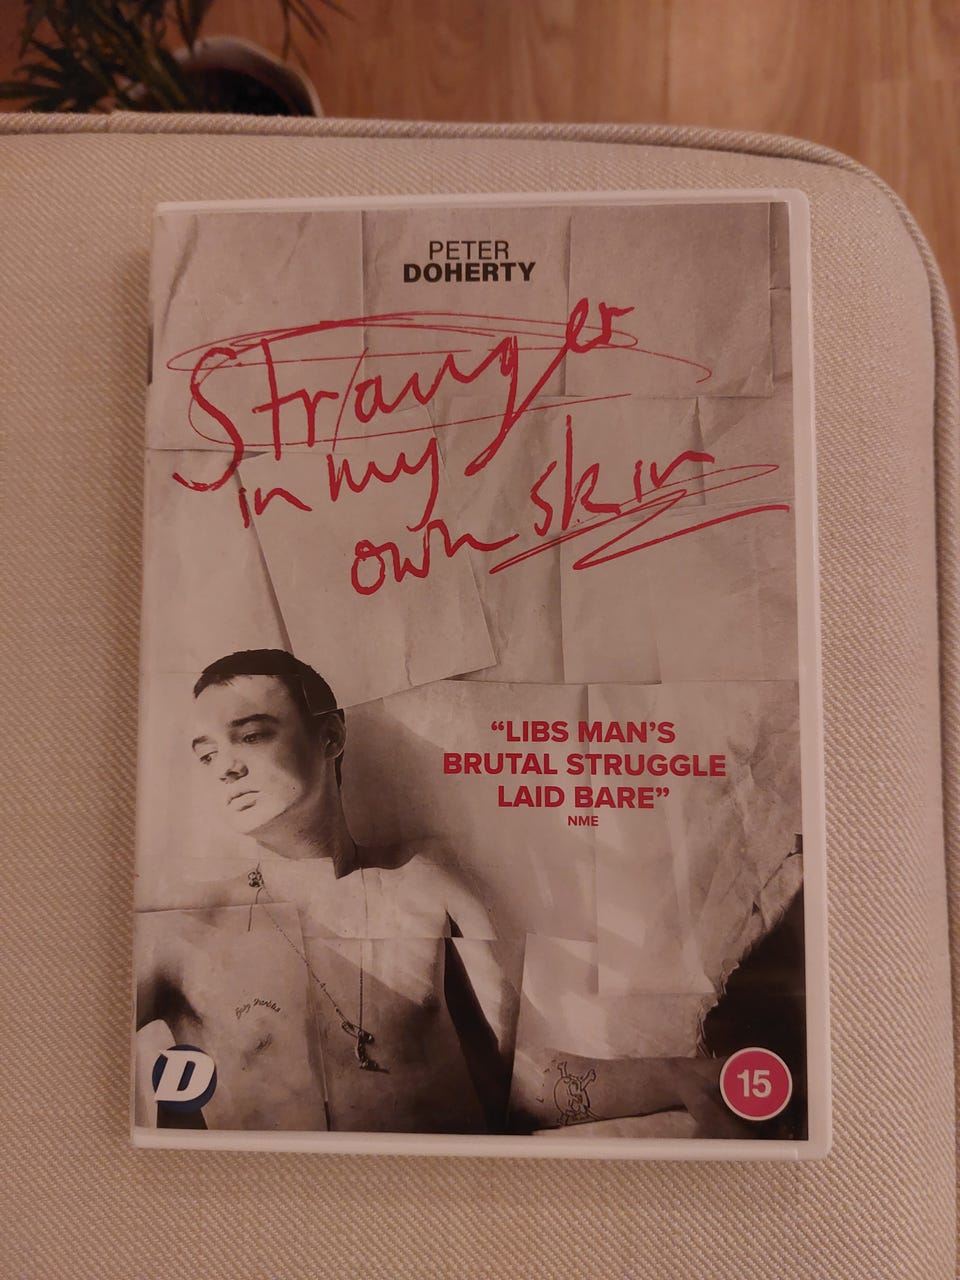 PETER
DOHERTY
Stranger
in my
own skin
“LIBS MAN’S
BRUTAL STRUGGLE
LAID BARE”
NME
D
15